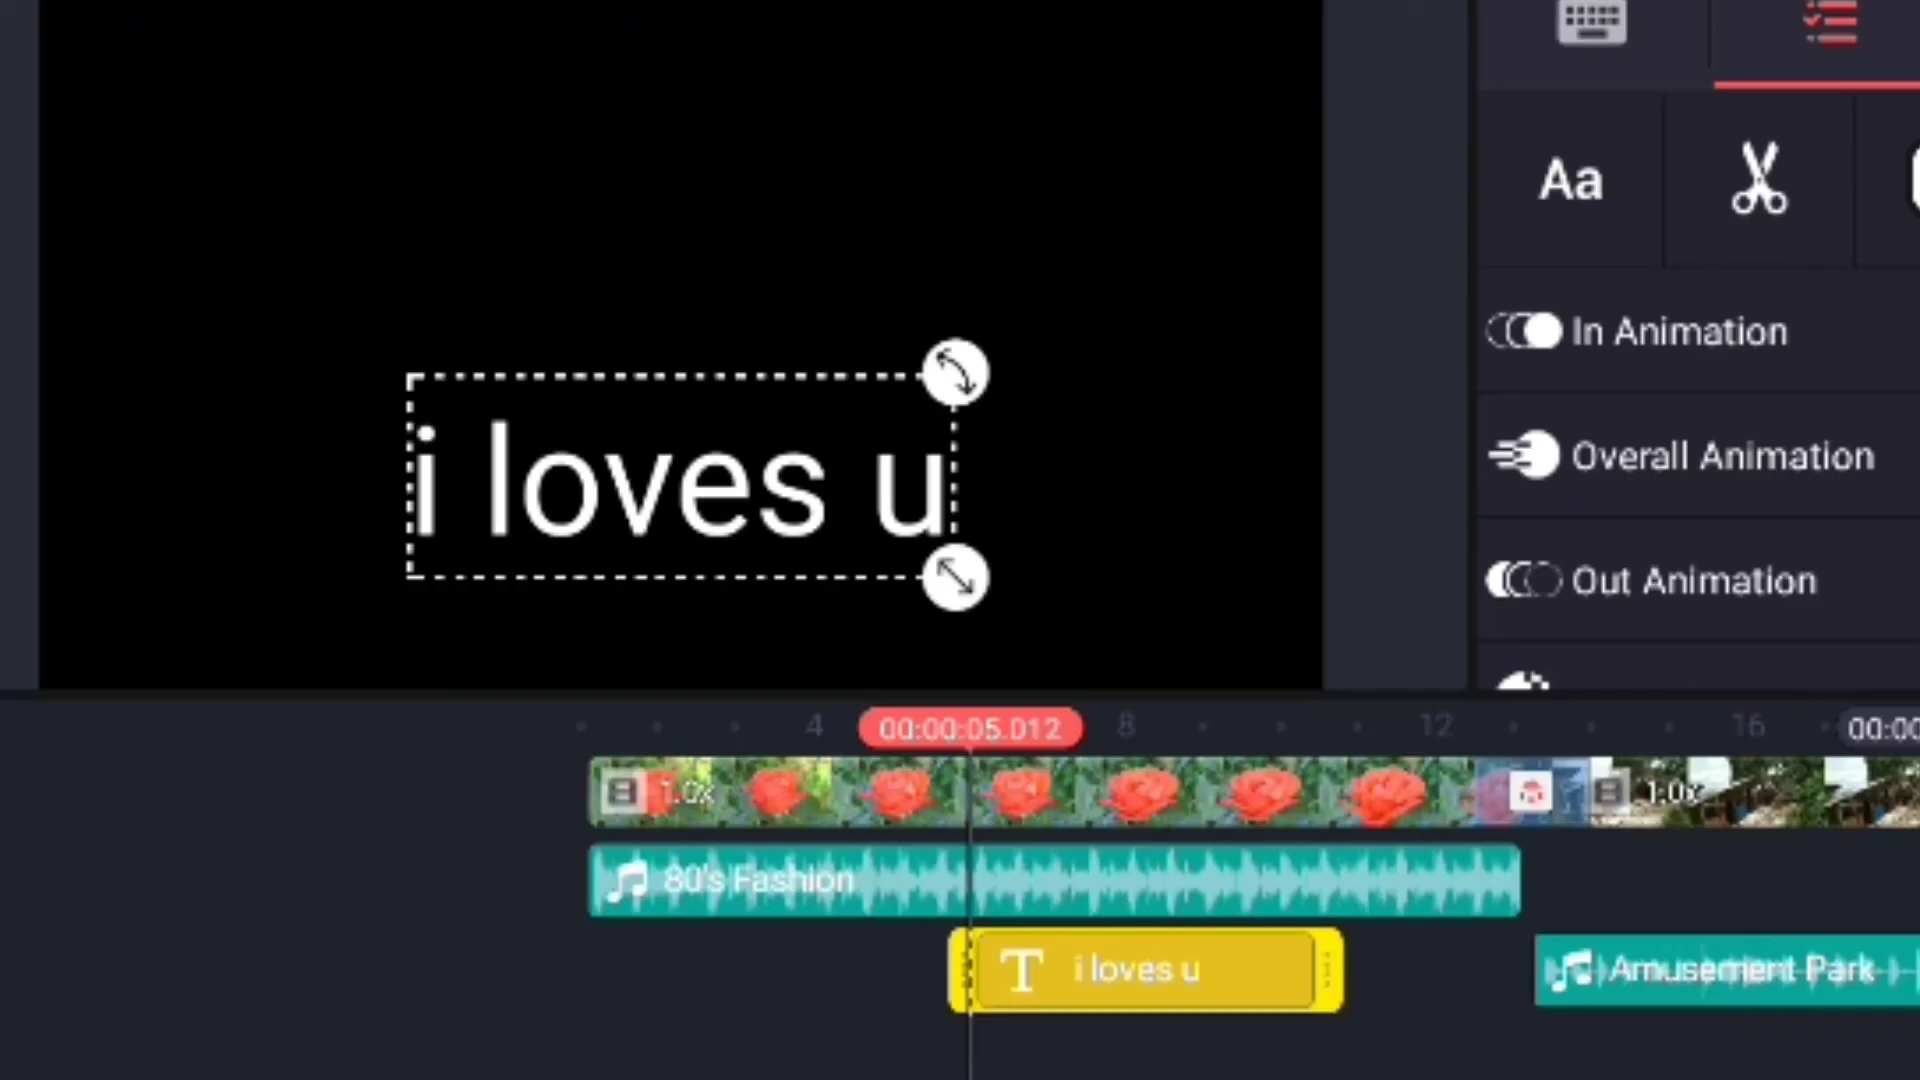 Aa
In Animation
i loves u
Overall Animation
Out Animation
4
00:00:05.012
8
12
16
00:00
1.0x
1.0x
80's Fashion
i loves u
Amusement Park